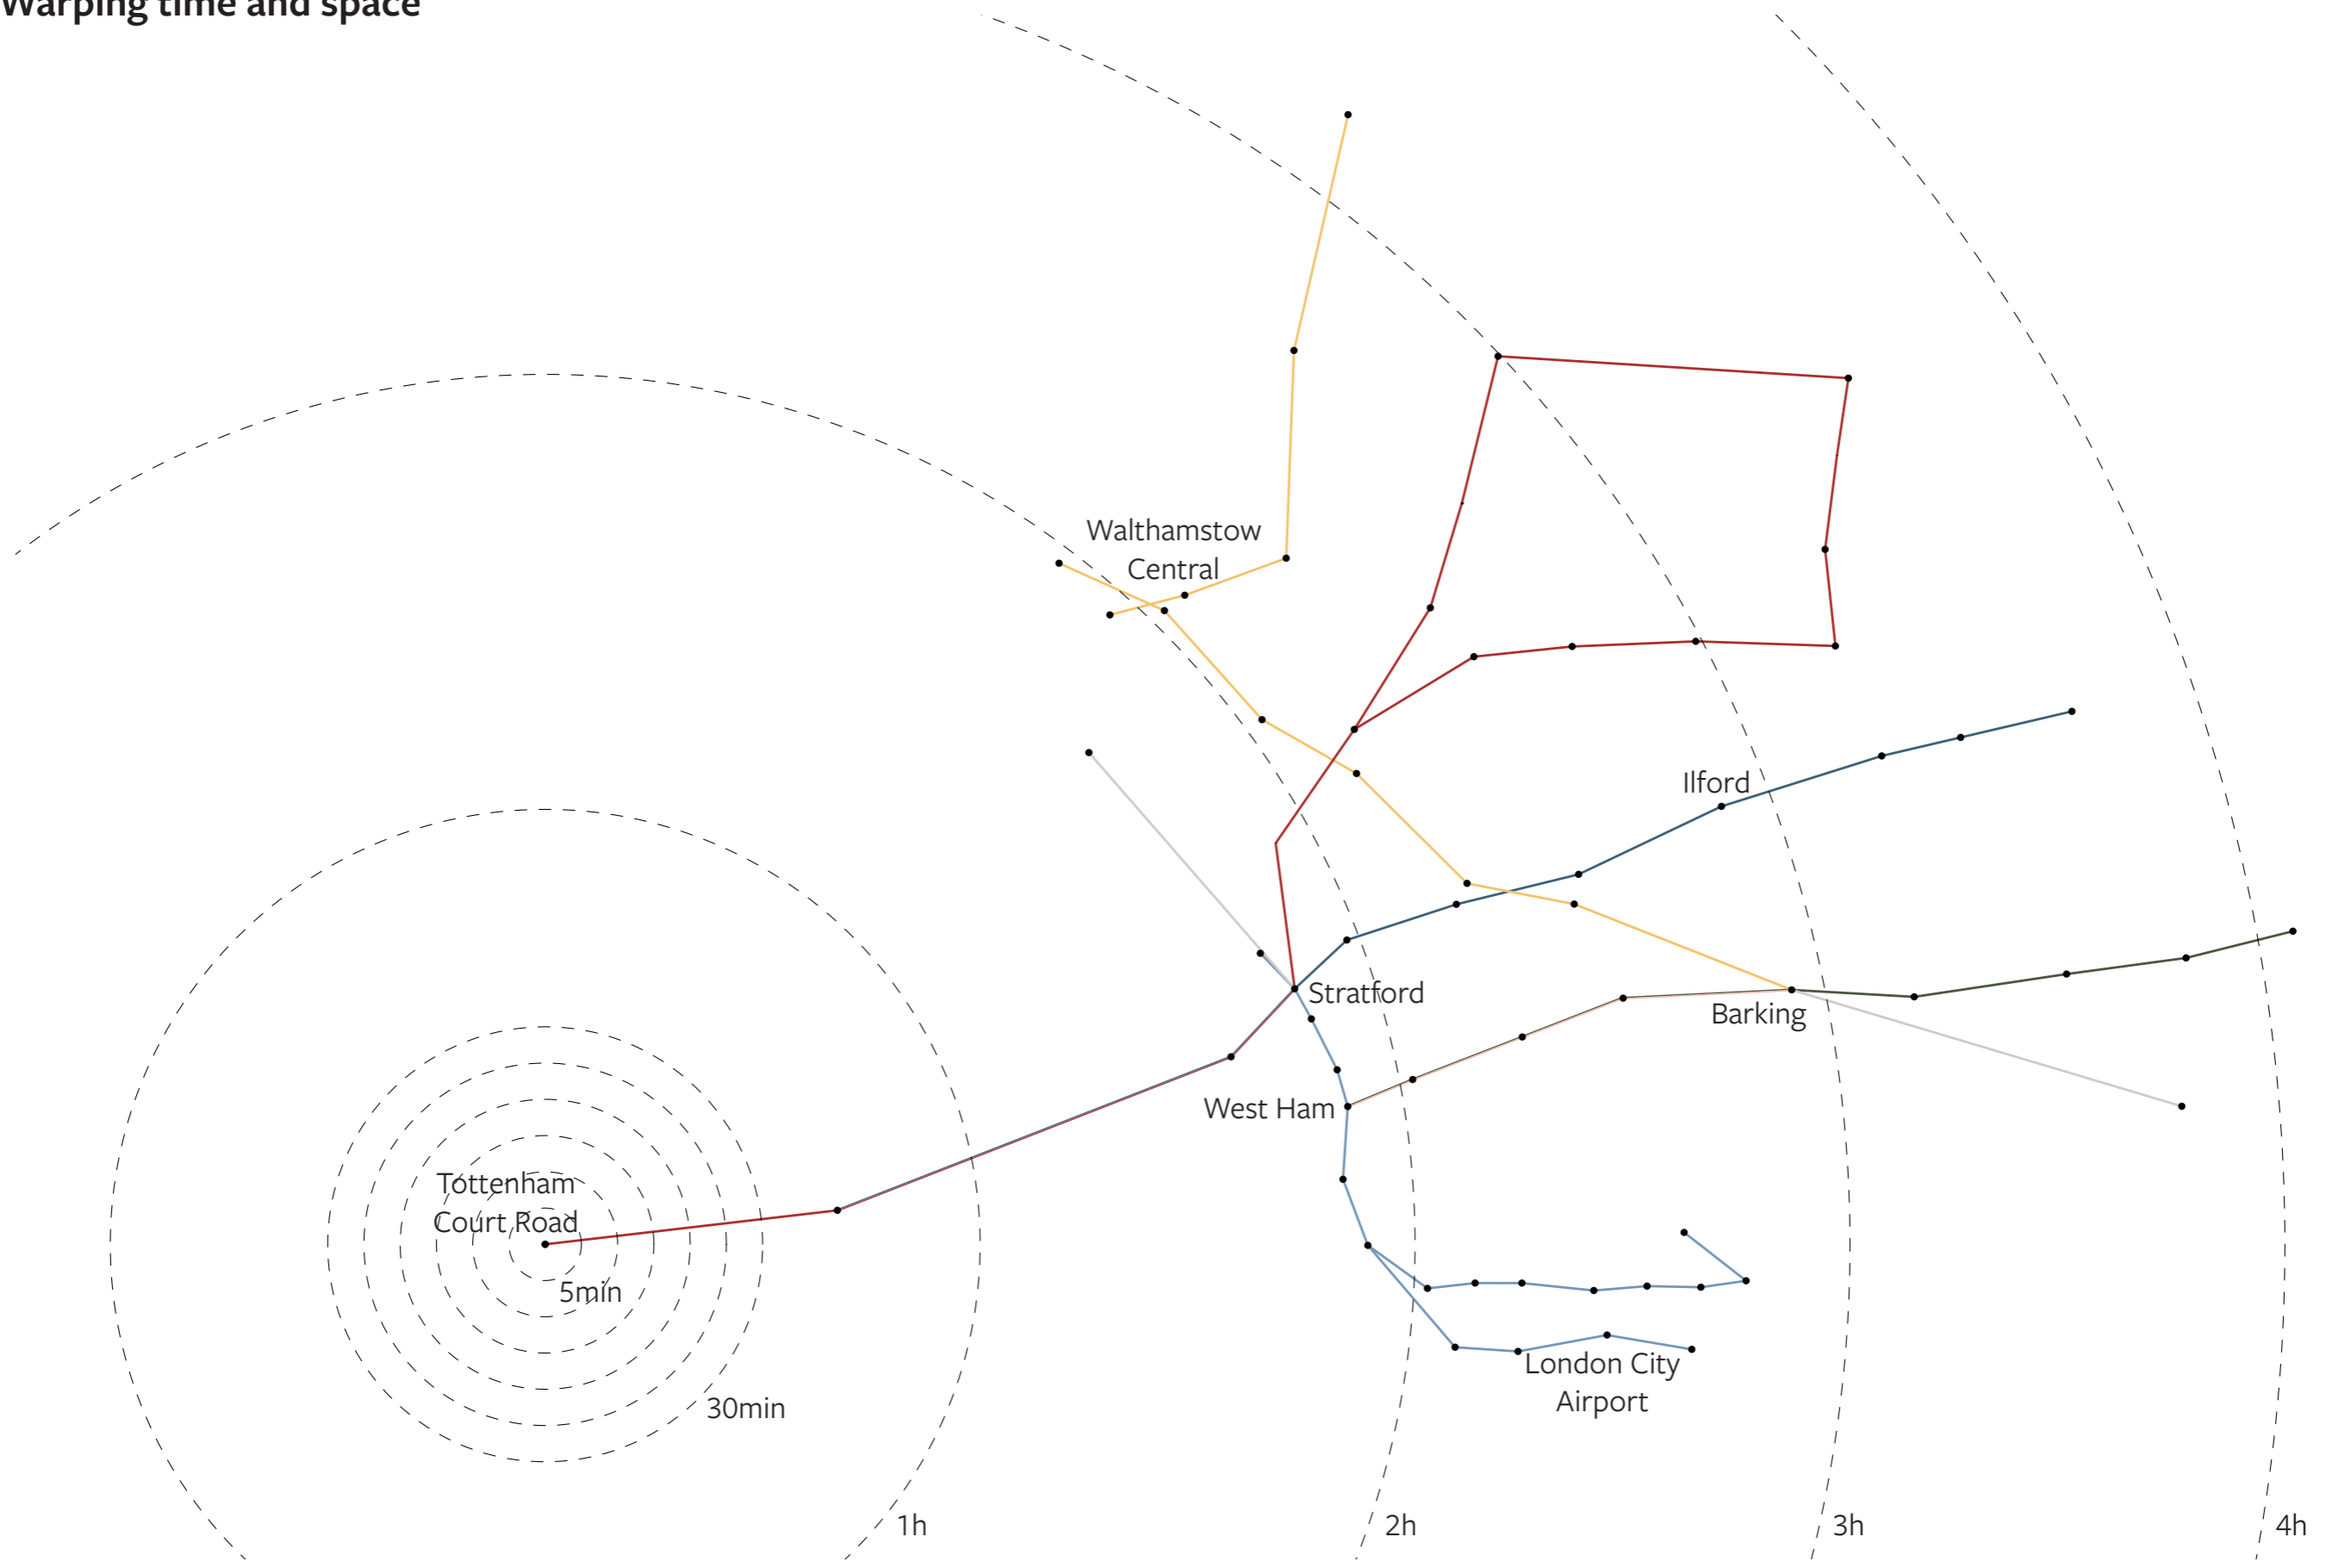 Warping time and space
Walthamstow
Central
Ilford
Stratford
Barking
West Ham
Tottenham
Court Road
5min
London City
Airport
30min
1h
2h
3h
4h